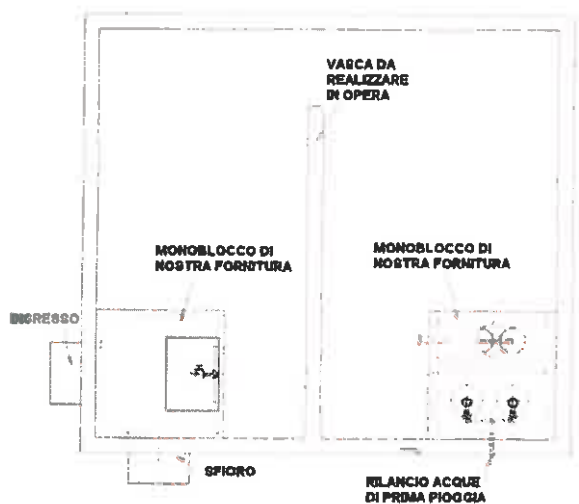 VASCA DA
REALIZZARE
IN OPERA
MONOBLOCCO DI
NOSTRA FORNITURA
MONOBLOCCO DI
NOSTRA FORNITURA
INGRESSO
SFIORO
RILANCIO ACQUE
DI PRIMA PIOGGIA